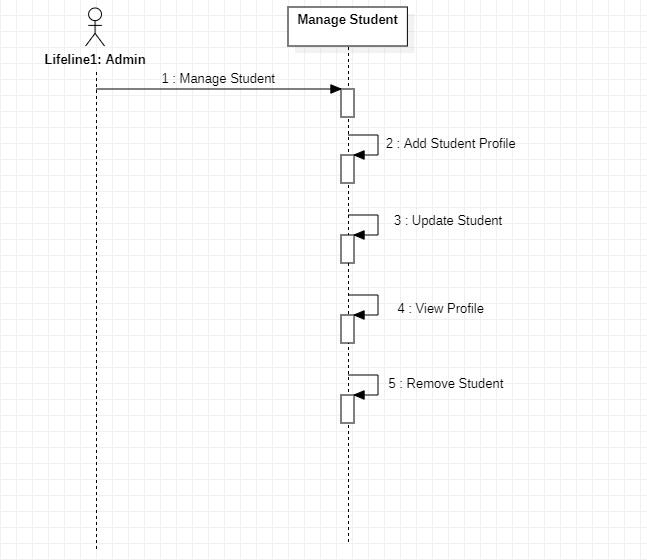 Manage Student
Lifeline1: Admin
1 : Manage Student
2 : Add Student Profile
3 : Update Student
4 : View Profile
5 : Remove Student